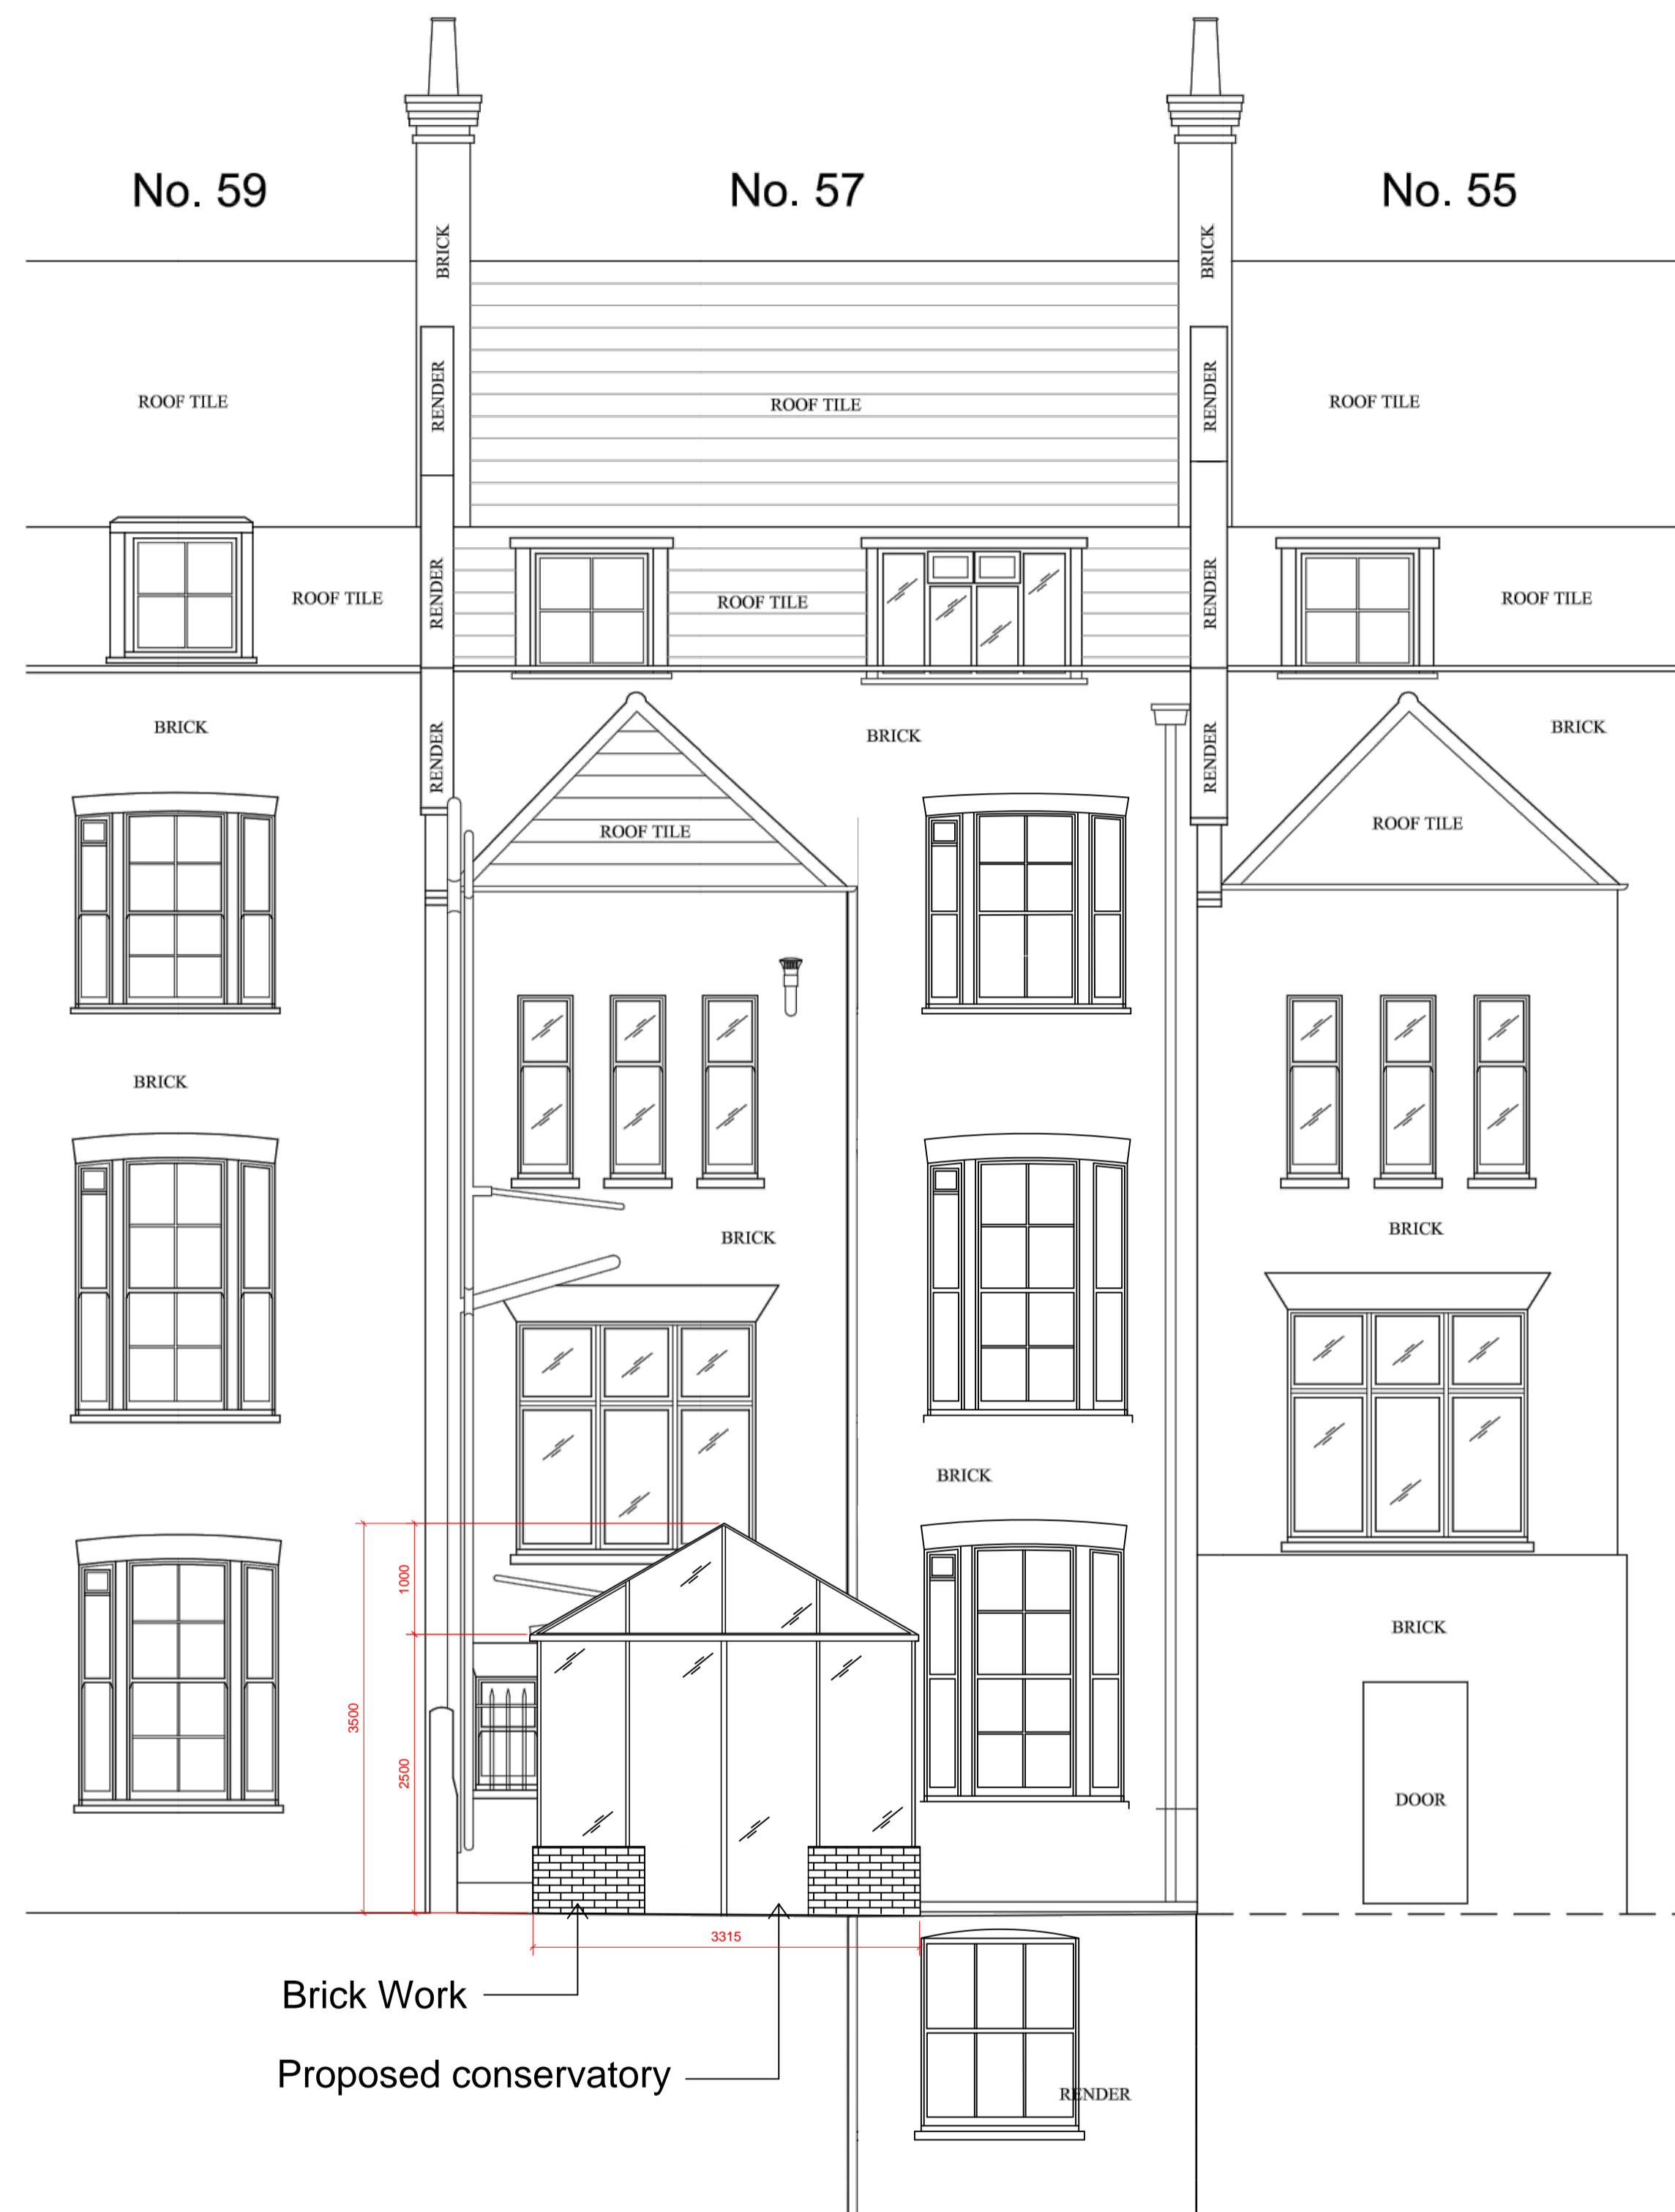 No. 59
No. 57
No. 55
BRICK
BRICK
RENDER
RENDER
ROOF TILE
ROOF TILE
ROOF TILE
RENDER
RENDER
ROOF TILE
ROOF TILE
ROOF TILE
BRICK
BRICK
BRICK
RENDER
RENDER
ROOF TILE
ROOF TILE
BRICK
BRICK
BRICK
BRICK
1000
BRICK
3500
2500
DOOR
3315
Brick Work
Proposed conservatory
RENDER